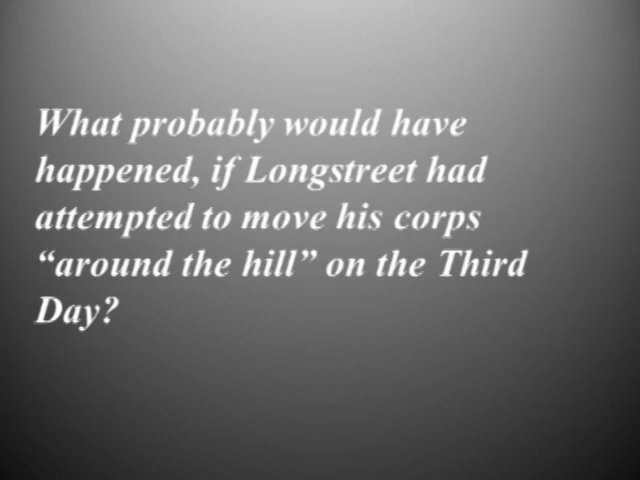 What probably would have
happened, if Longstreet had
attempted to move his corps
“around the hill” on the Third
Day?